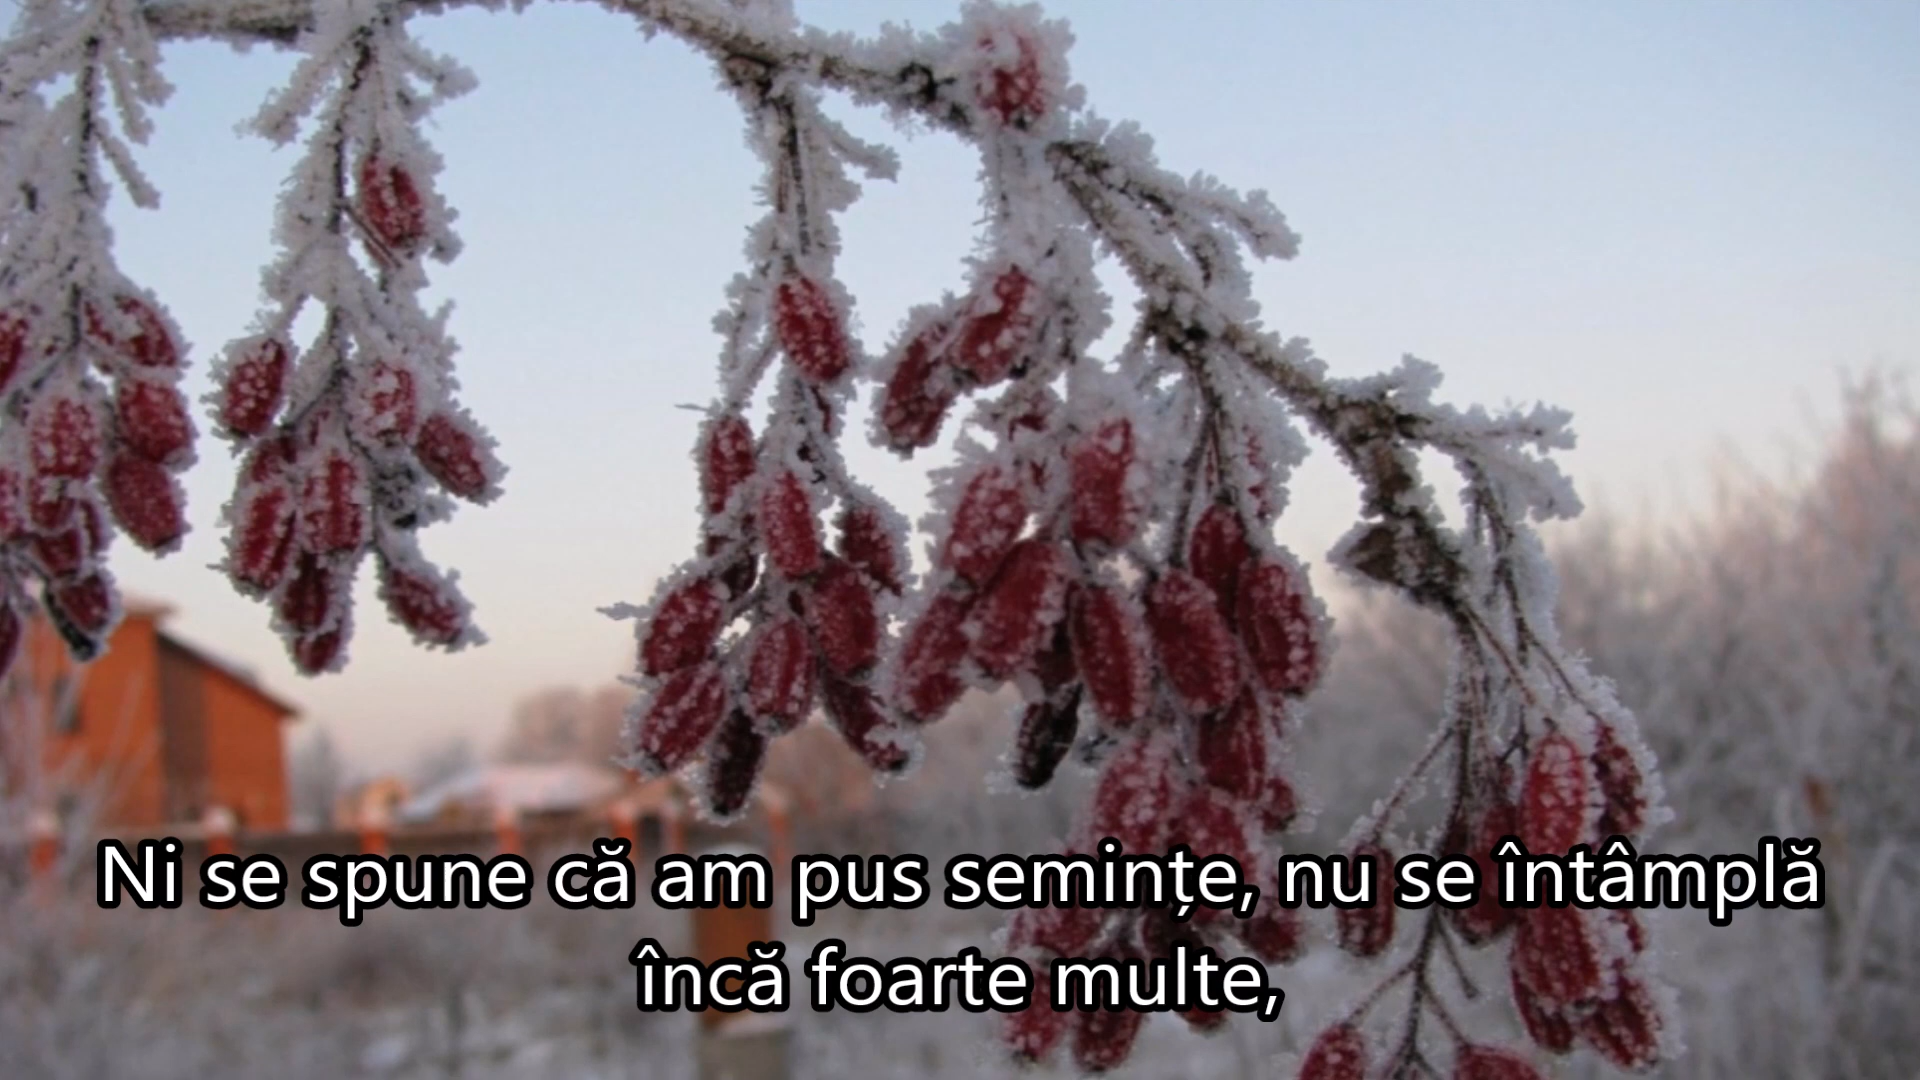 Ni se spune că am pus semințe, nu se întâmplă
încă foarte multe,